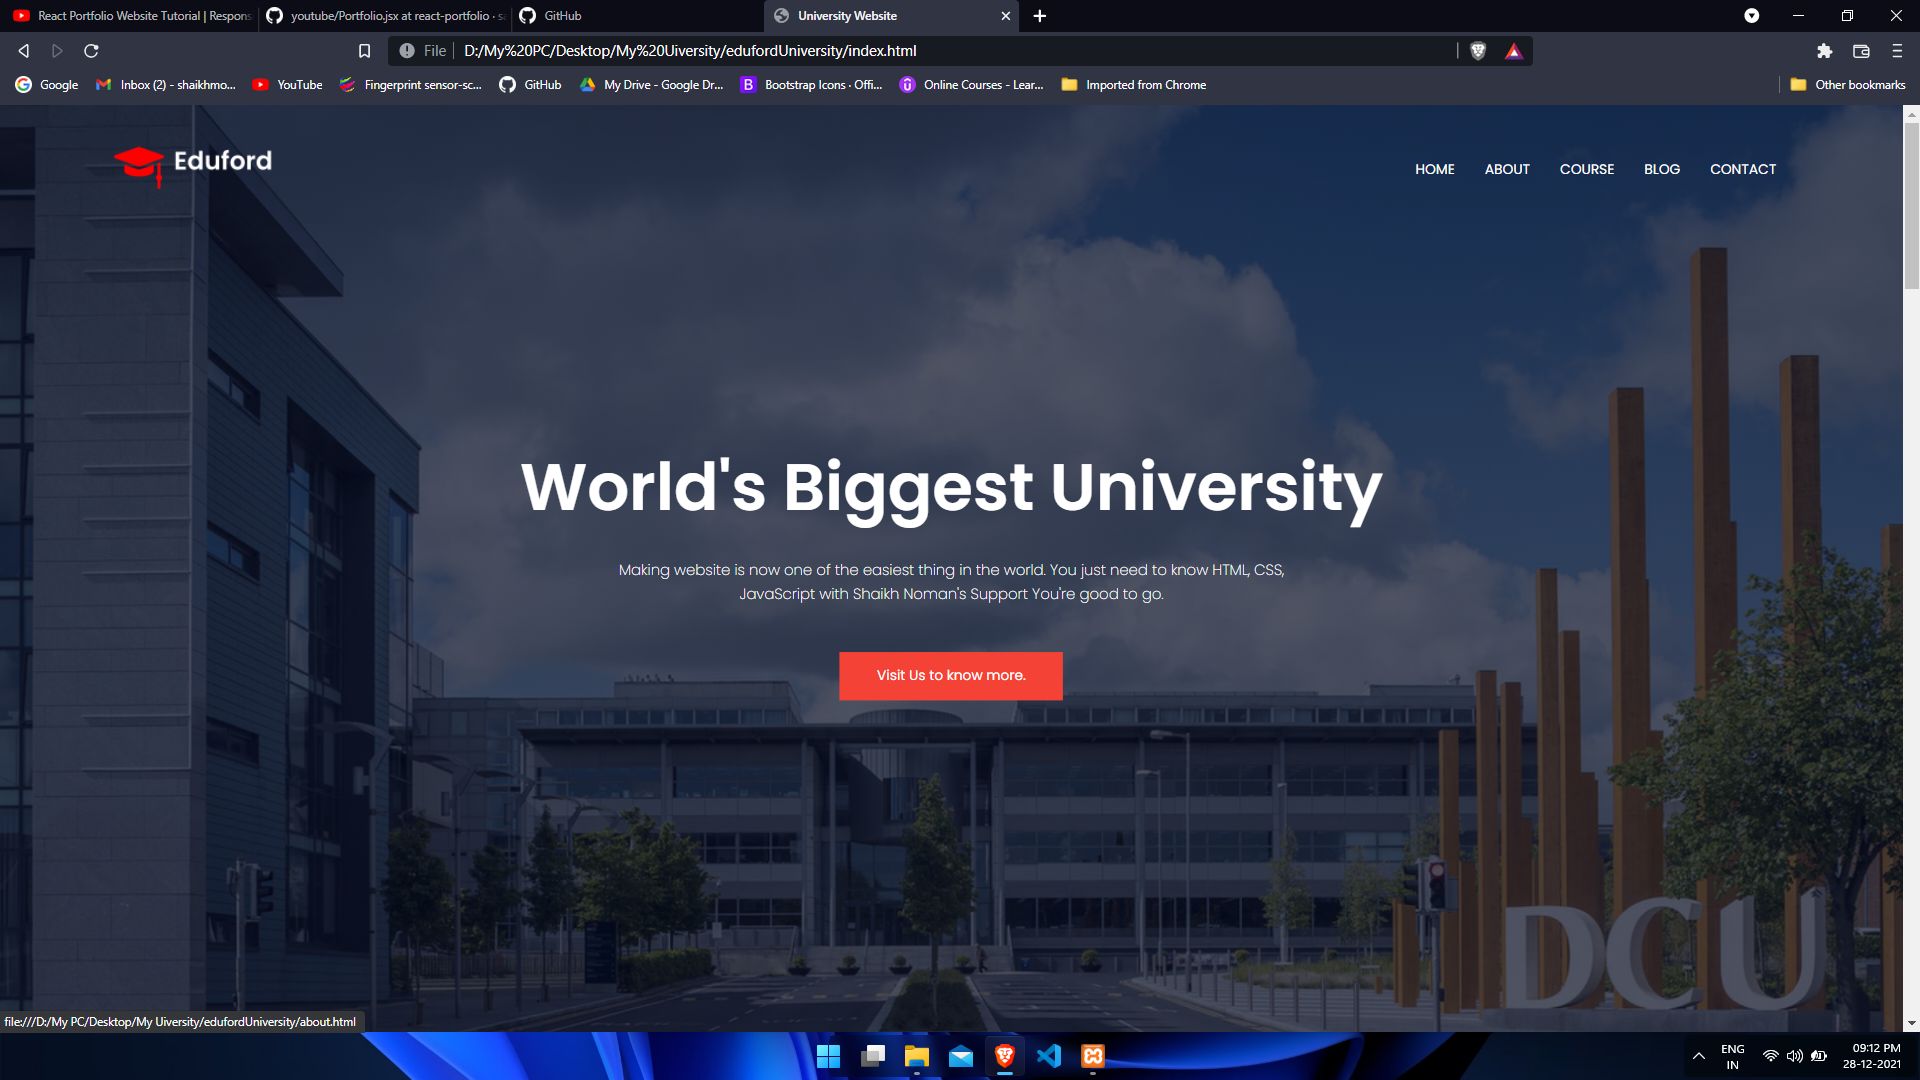 React Portfolio Website Tutorial | Respons
youtube/Portfolio.jsx at react-portfolio · sa
GitHub
University Website
File
D:/My%20PC/Desktop/My%20Uiversity/edufordUniversity/index.html
Google
Inbox (2) - shaikhmo...
YouTube
Fingerprint sensor-sc...
GitHub
My Drive - Google Dr...
B
Bootstrap Icons · Offi...
Online Courses - Lear...
Imported from Chrome
Other bookmarks
Eduford
HOME
ABOUT
COURSE
BLOG
CONTACT
World's Biggest University
Making website is now one of the easiest thing in the world. You just need to know HTML, CSS,
JavaScript with Shaikh Noman's Support You're good to go.
Visit Us to know more.
DCU
file:///D:/My PC/Desktop/My Uiversity/edufordUniversity/about.html
ENG
IN
09:12 PM
28-12-2021